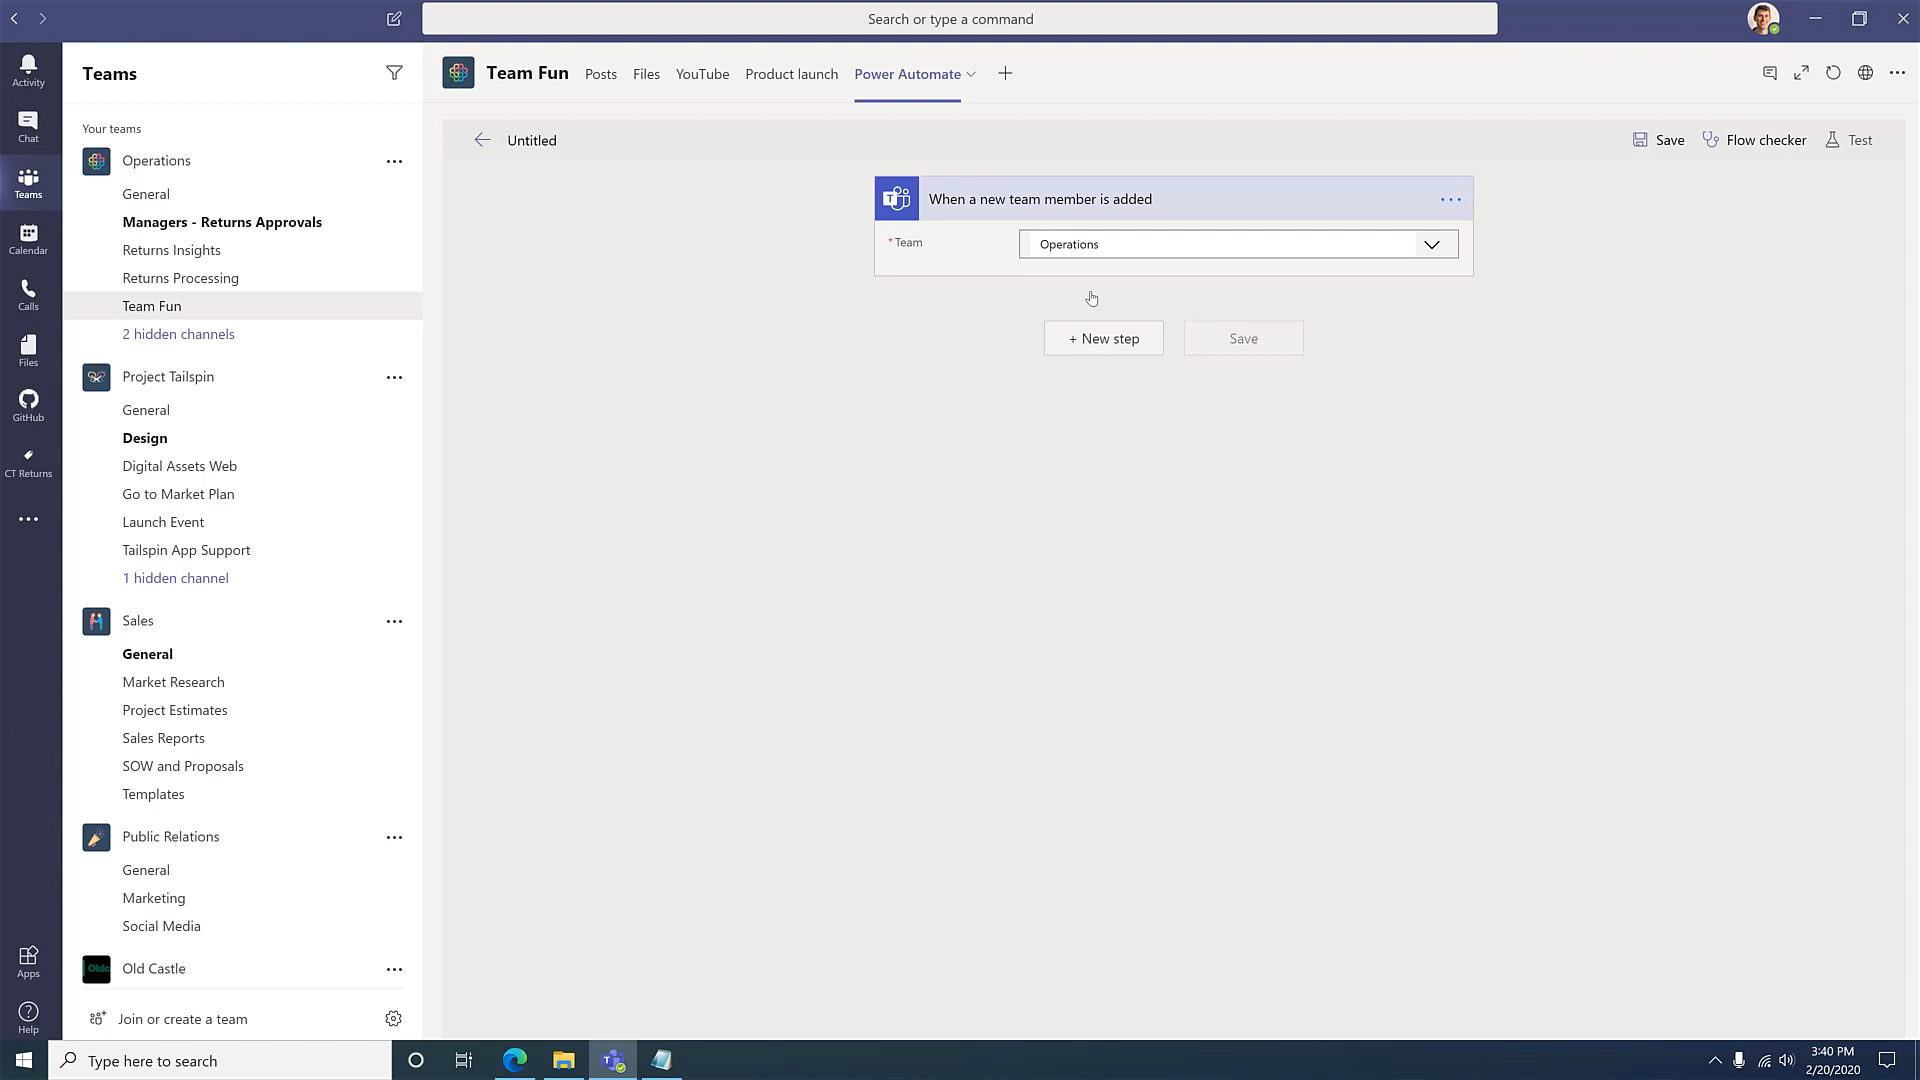 Search or type a command
Activity
Chat
Teams
Calendar
Calls
Files
GitHub
CT Returns
Apps
Help
Teams
Your teams
Operations
General
Managers - Returns Approvals
Returns Insights
Returns Processing
Team Fun
2 hidden channels
Project Tailspin
General
Design
Digital Assets Web
Go to Market Plan
Launch Event
Tailspin App Support
1 hidden channel
Sales
General
Market Research
Project Estimates
Sales Reports
SOW and Proposals
Templates
Public Relations
General
Marketing
Social Media
Old Castle
Join or create a team
Team Fun Posts Files YouTube Product launch Power Automate
Untitled
Save Flow checker Test
When a new team member is added
* Team Operations
+ New step Save
Type here to search
3:40 PM
2/20/2020